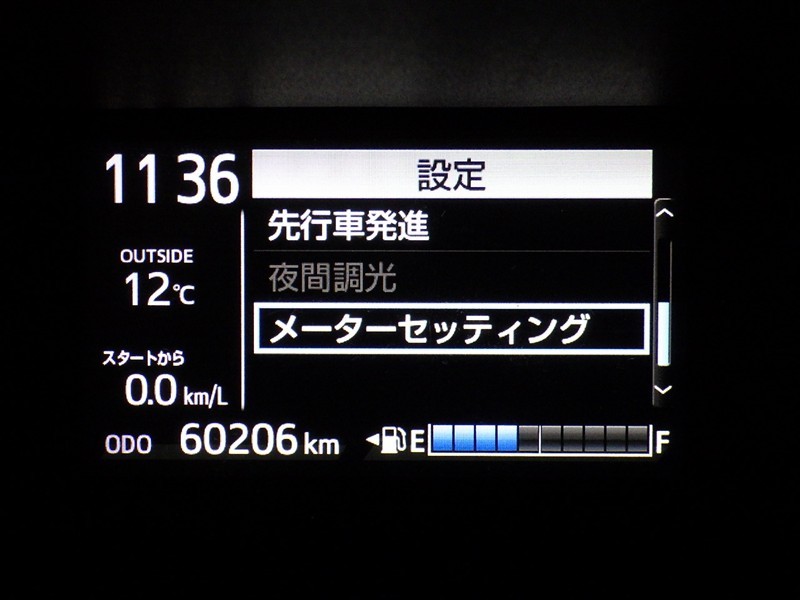 11 36
設定
先行車発進
OUTSIDE
12℃
夜間調光
メーターセッティング
スタートから
0.0 km/L
ODO 60206 km
E F